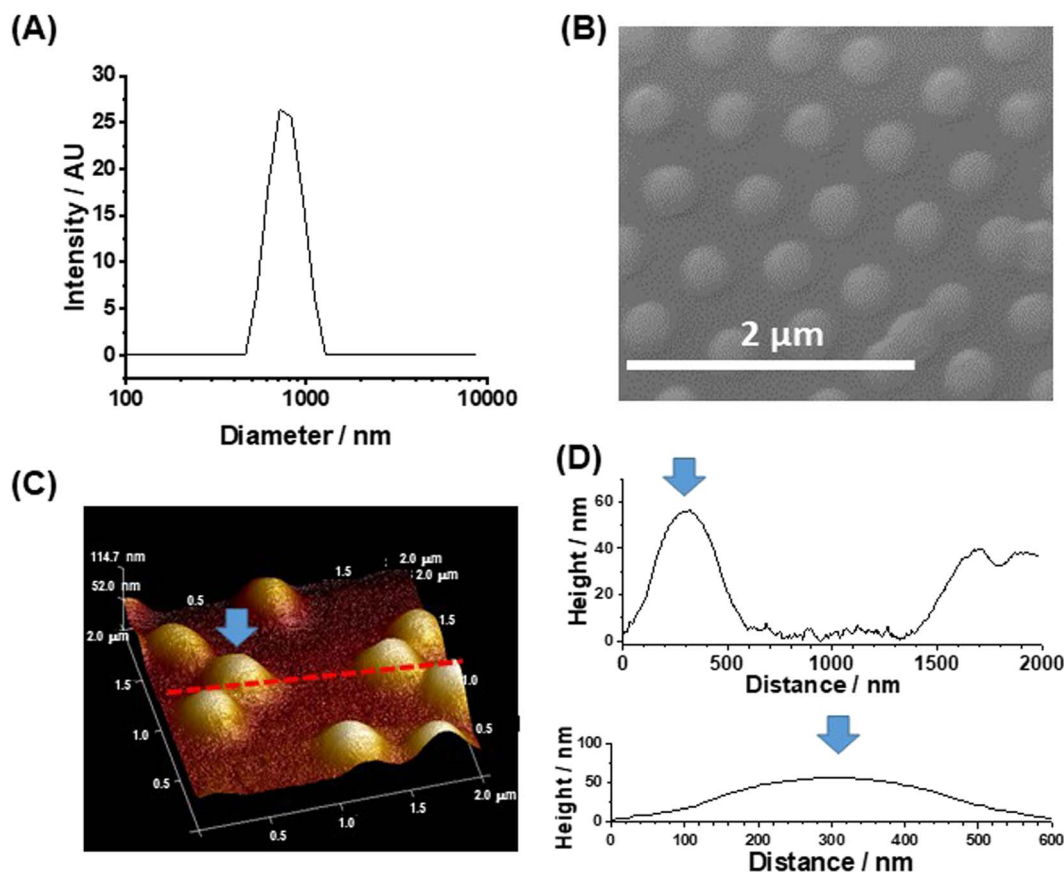 (A)
30
25
20
15
10
5
0
Intensity / AU
100 1000 10000
Diameter / nm
(B)
2 μm
(C)
114.7 nm
52.0 nm
2.0 μm
1.5
1.0
0.5
0.5
1.0
1.5
2.0 μm
0.5
1.0
1.5
2.0 μm
2.0 μm
1.5
0.5
(D)
60
40
20
0
Height / nm
0 500 1000 1500 2000
Distance / nm
100
50
0
Height / nm
0 100 200 300 400 500 600
Distance / nm